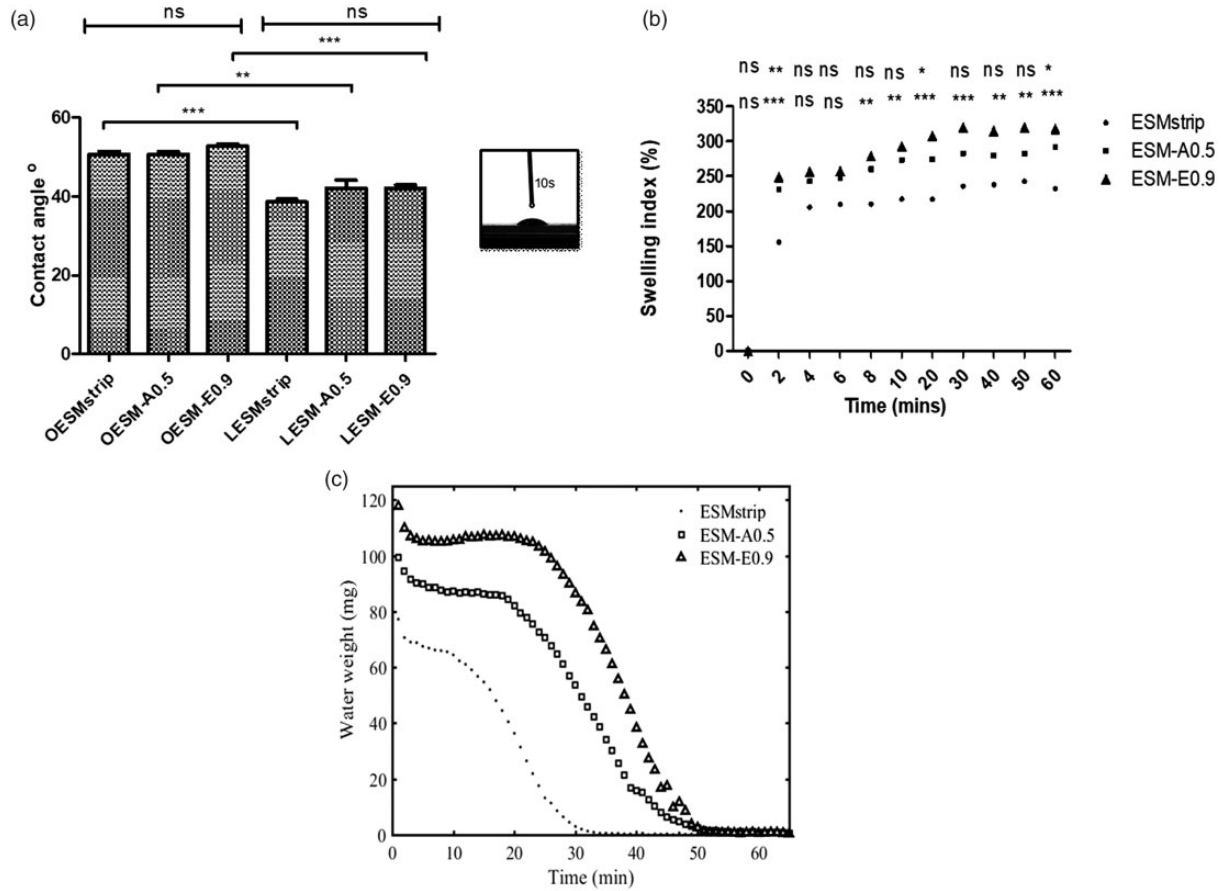 (a)
ns ns
***
**
***
60
40
20
0
Contact angle °
OESMstrip OESM-A0.5 OESM-E0.9 LESMstrip LESM-A0.5 LESM-E0.9
10s
(b)
ns ** ns ns ns ns * ns ns ns *
ns *** ns ns ** ** *** *** ** ** ***
350
300
250
200
150
100
50
0
Swelling index (%)
0 2 4 6 8 10 20 30 40 50 60
Time (mins)
ESMstrip
ESM-A0.5
ESM-E0.9
(c)
120
100
80
60
40
20
0
Water weight (mg)
0 10 20 30 40 50 60
Time (min)
ESMstrip
ESM-A0.5
ESM-E0.9